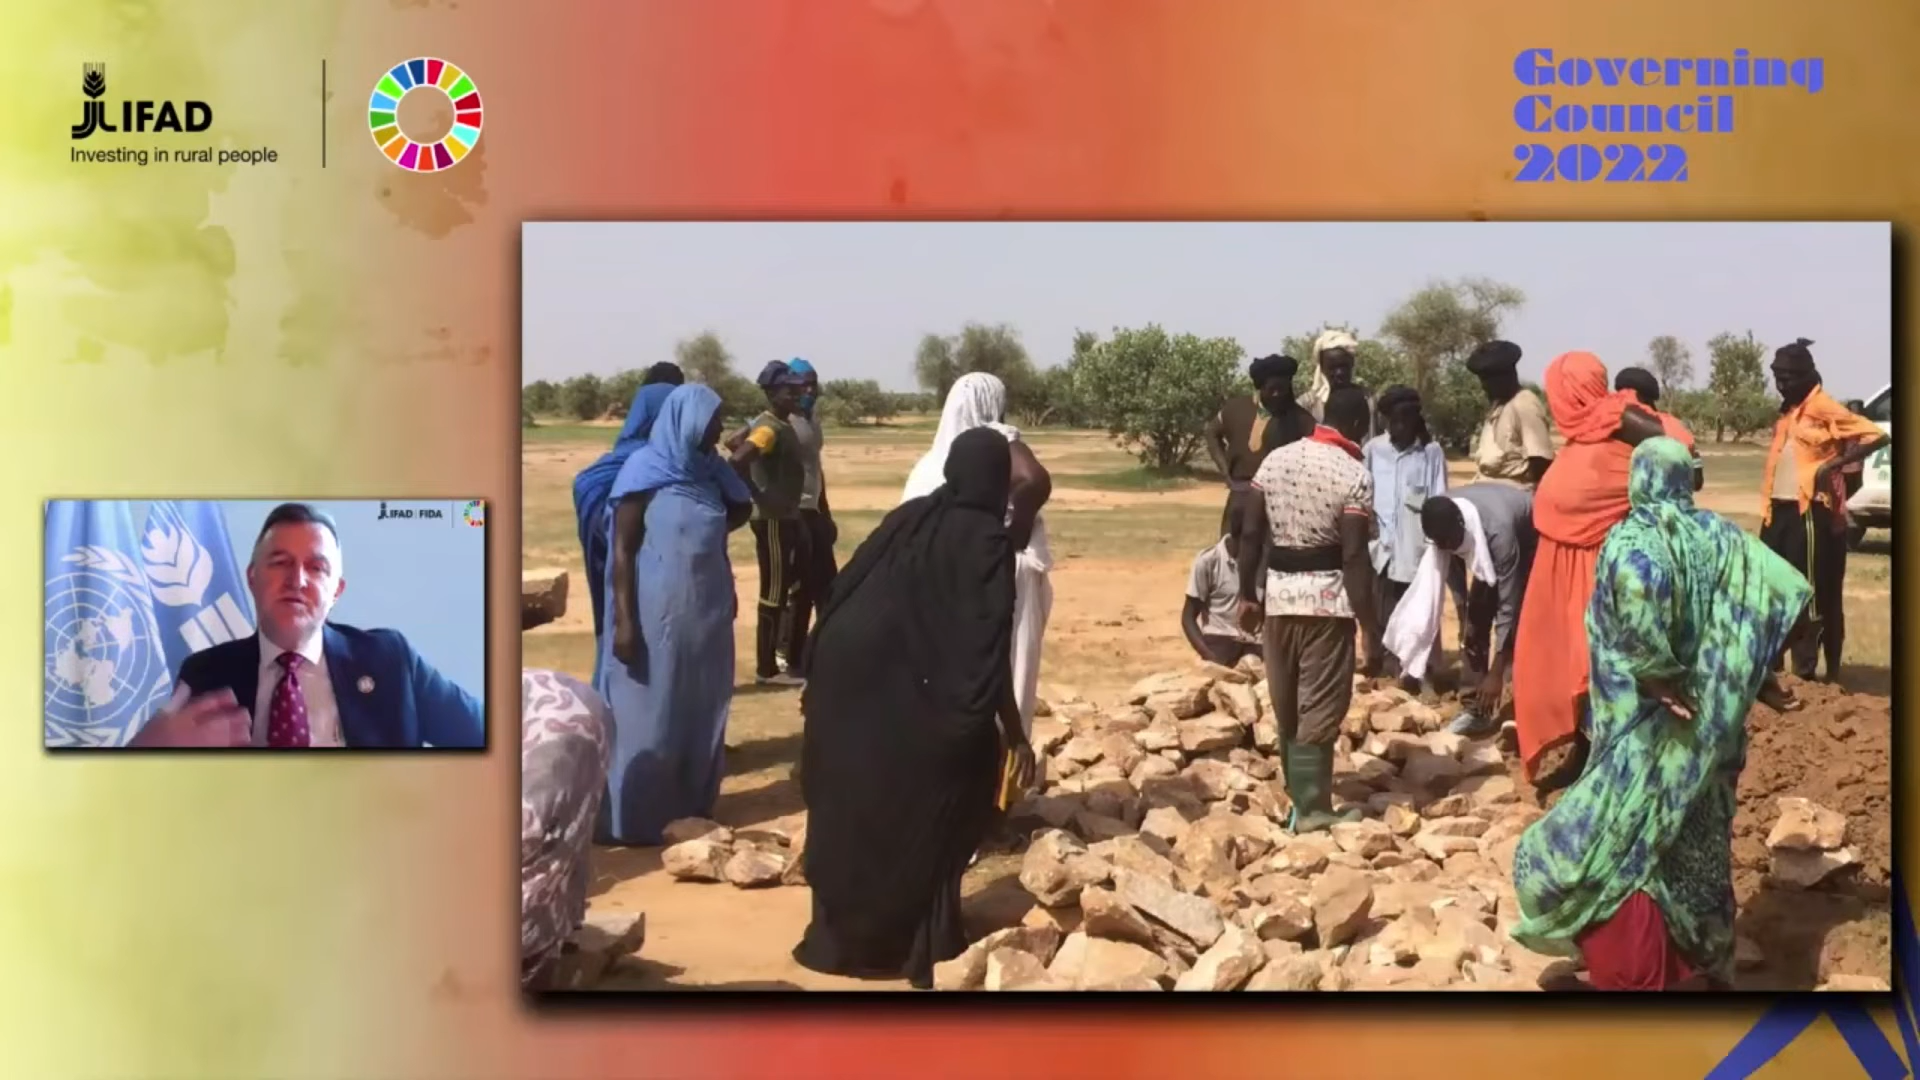 IFAD
Investing in rural people
Governing
Council
2022
IFAD FIDA